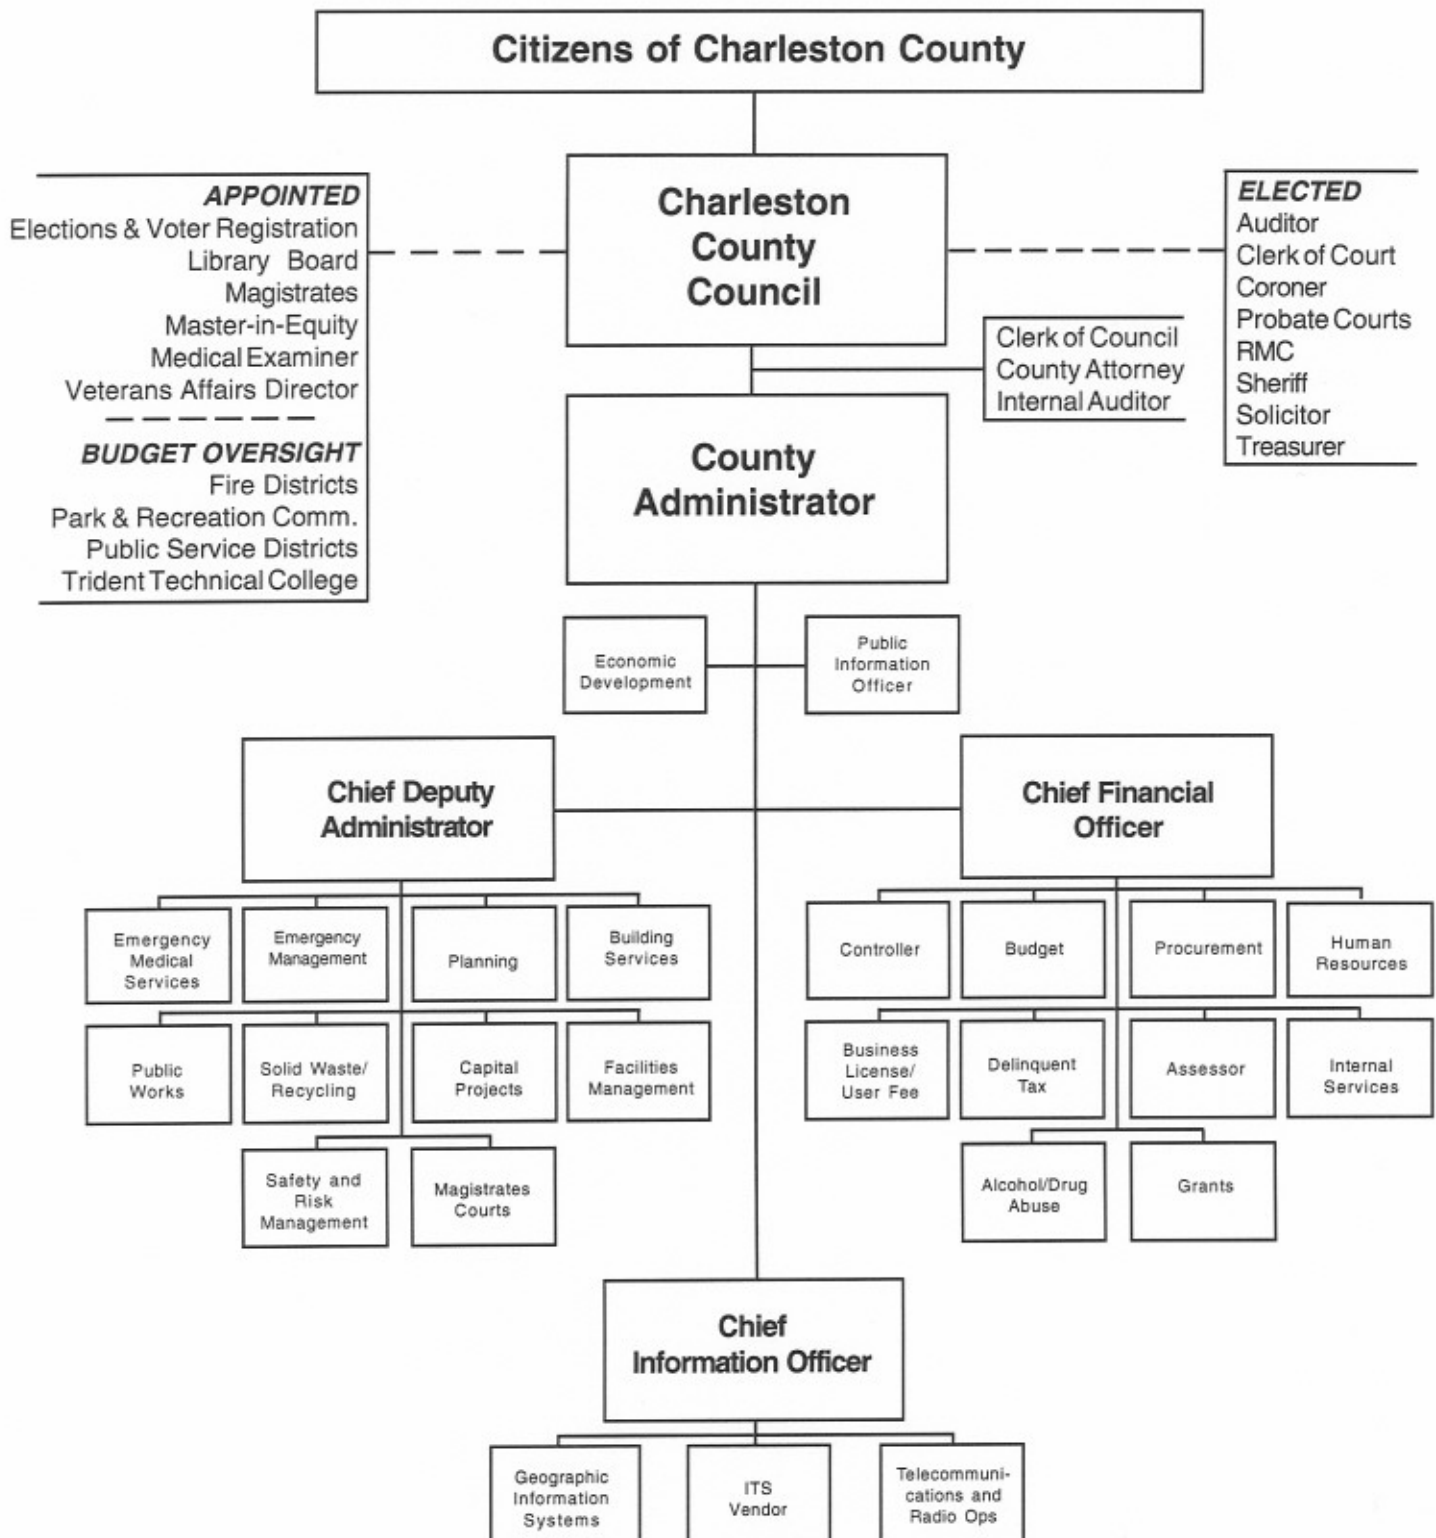 Citizens of Charleston County
Charleston
County
Council
APPOINTED
Elections & Voter Registration
Library Board
Magistrates
Master-in-Equity
Medical Examiner
Veterans Affairs Director
BUDGET OVERSIGHT
Fire Districts
Park & Recreation Comm.
Public Service Districts
Trident Technical College
ELECTED
Auditor
Clerk of Court
Coroner
Probate Courts
RMC
Sheriff
Solicitor
Treasurer
Clerk of Council
County Attorney
Internal Auditor
County
Administrator
Economic
Development
Public
Information
Officer
Chief Deputy
Administrator
Chief Financial
Officer
Emergency
Medical
Services
Emergency
Management
Planning
Building
Services
Controller
Budget
Procurement
Human
Resources
Public
Works
Solid Waste/
Recycling
Capital
Projects
Facilities
Management
Business
License/
User Fee
Delinquent
Tax
Assessor
Internal
Services
Safety and
Risk
Management
Magistrates
Courts
Alcohol/Drug
Abuse
Grants
Chief
Information Officer
Geographic
Information
Systems
ITS
Vendor
Telecommuni-
cations and
Radio Ops